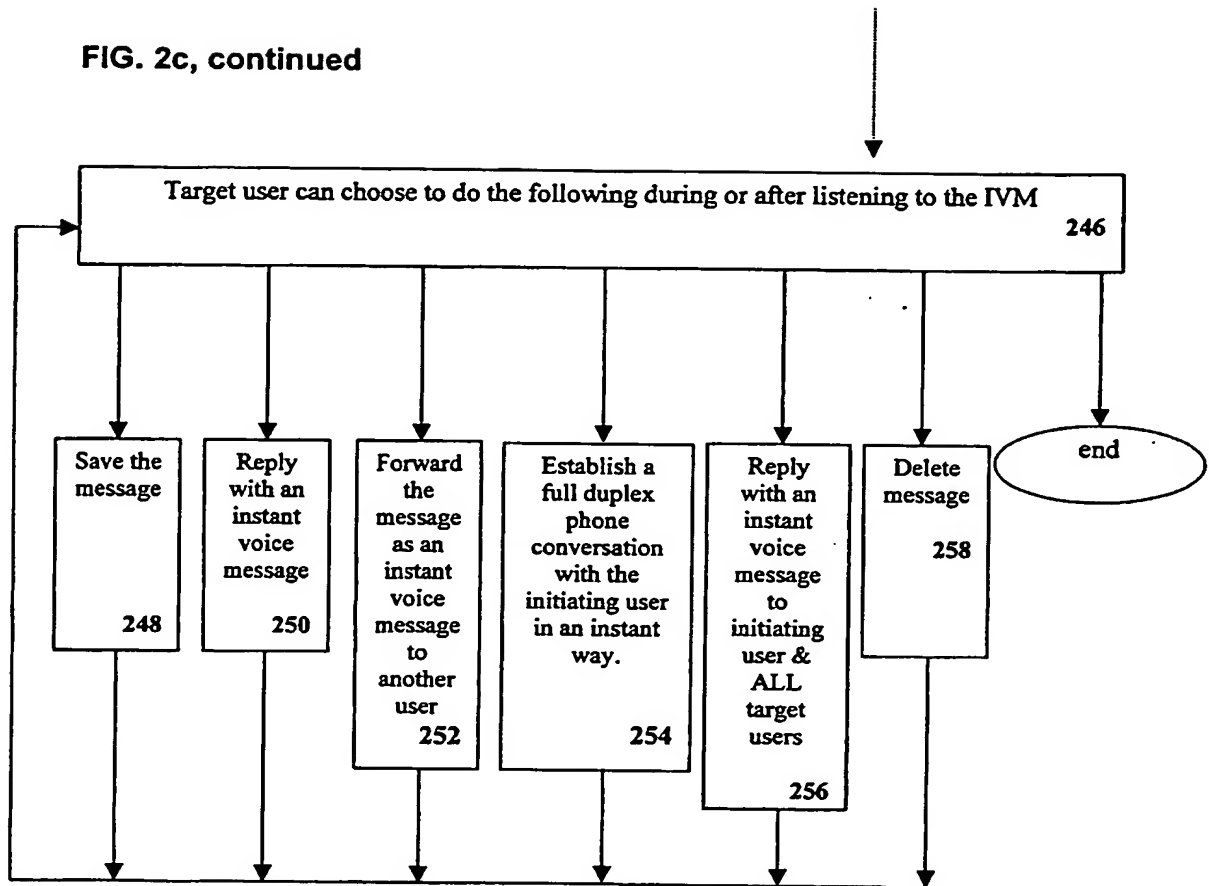 FIG. 2c, continued
Target user can choose to do the following during or after listening to the IVM
246
Save the
message
248
Reply
with an
instant
voice
message
250
Forward
the
message
as an
instant
voice
message
to
another
user
252
Establish a
full duplex
phone
conversation
with the
initiating user
in an instant
way.
254
Reply
with an
instant
voice
message
to
initiating
user &
ALL
target
users
256
Delete
message
258
end